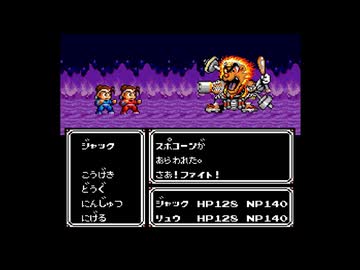 ジャック
こうげき
どうぐ
にんじゅつ
にげる
スポコーンが
あらわれた。
さあ！ファイト！
ジャック HP128 NP140
リュウ HP128 NP140